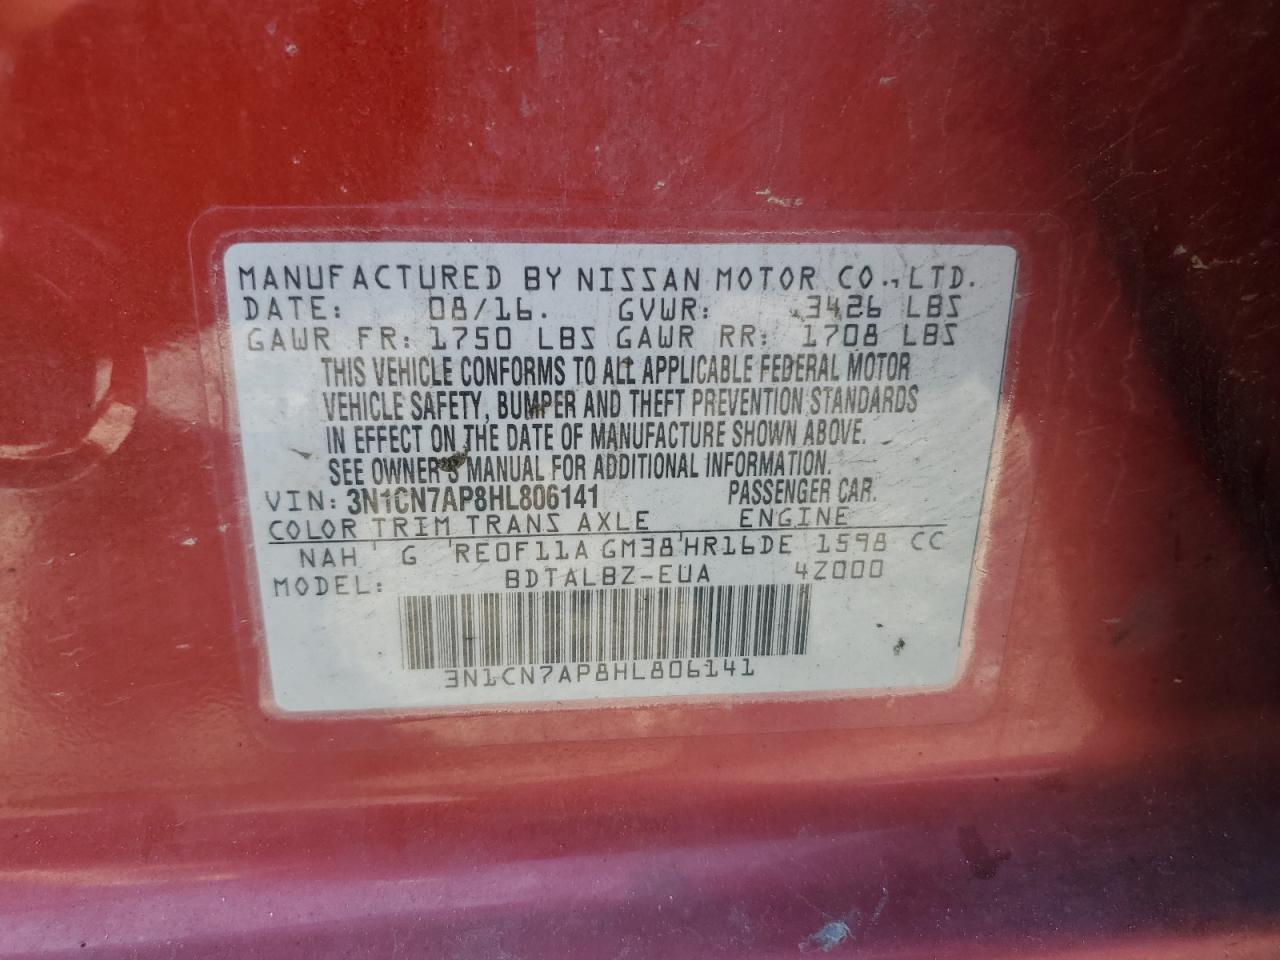 MANUFACTURED BY NISSAN MOTOR CO., LTD.
DATE: 08/16. GVWR: 3426 LBS
GAWR FR: 1750 LBS GAWR RR: 1708 LBS
THIS VEHICLE CONFORMS TO ALL APPLICABLE FEDERAL MOTOR
VEHICLE SAFETY, BUMPER AND THEFT PREVENTION STANDARDS
IN EFFECT ON THE DATE OF MANUFACTURE SHOWN ABOVE.
SEE OWNER'S MANUAL FOR ADDITIONAL INFORMATION.
VIN: 3N1CN7AP8HL806141 PASSENGER CAR.
COLOR TRIM TRANS AXLE ENGINE
NAH G RE0F11A GM38 HR16DE 1598 CC
MODEL: BDTALBZ-EUA 4Z000
3N1CN7AP8HL806141